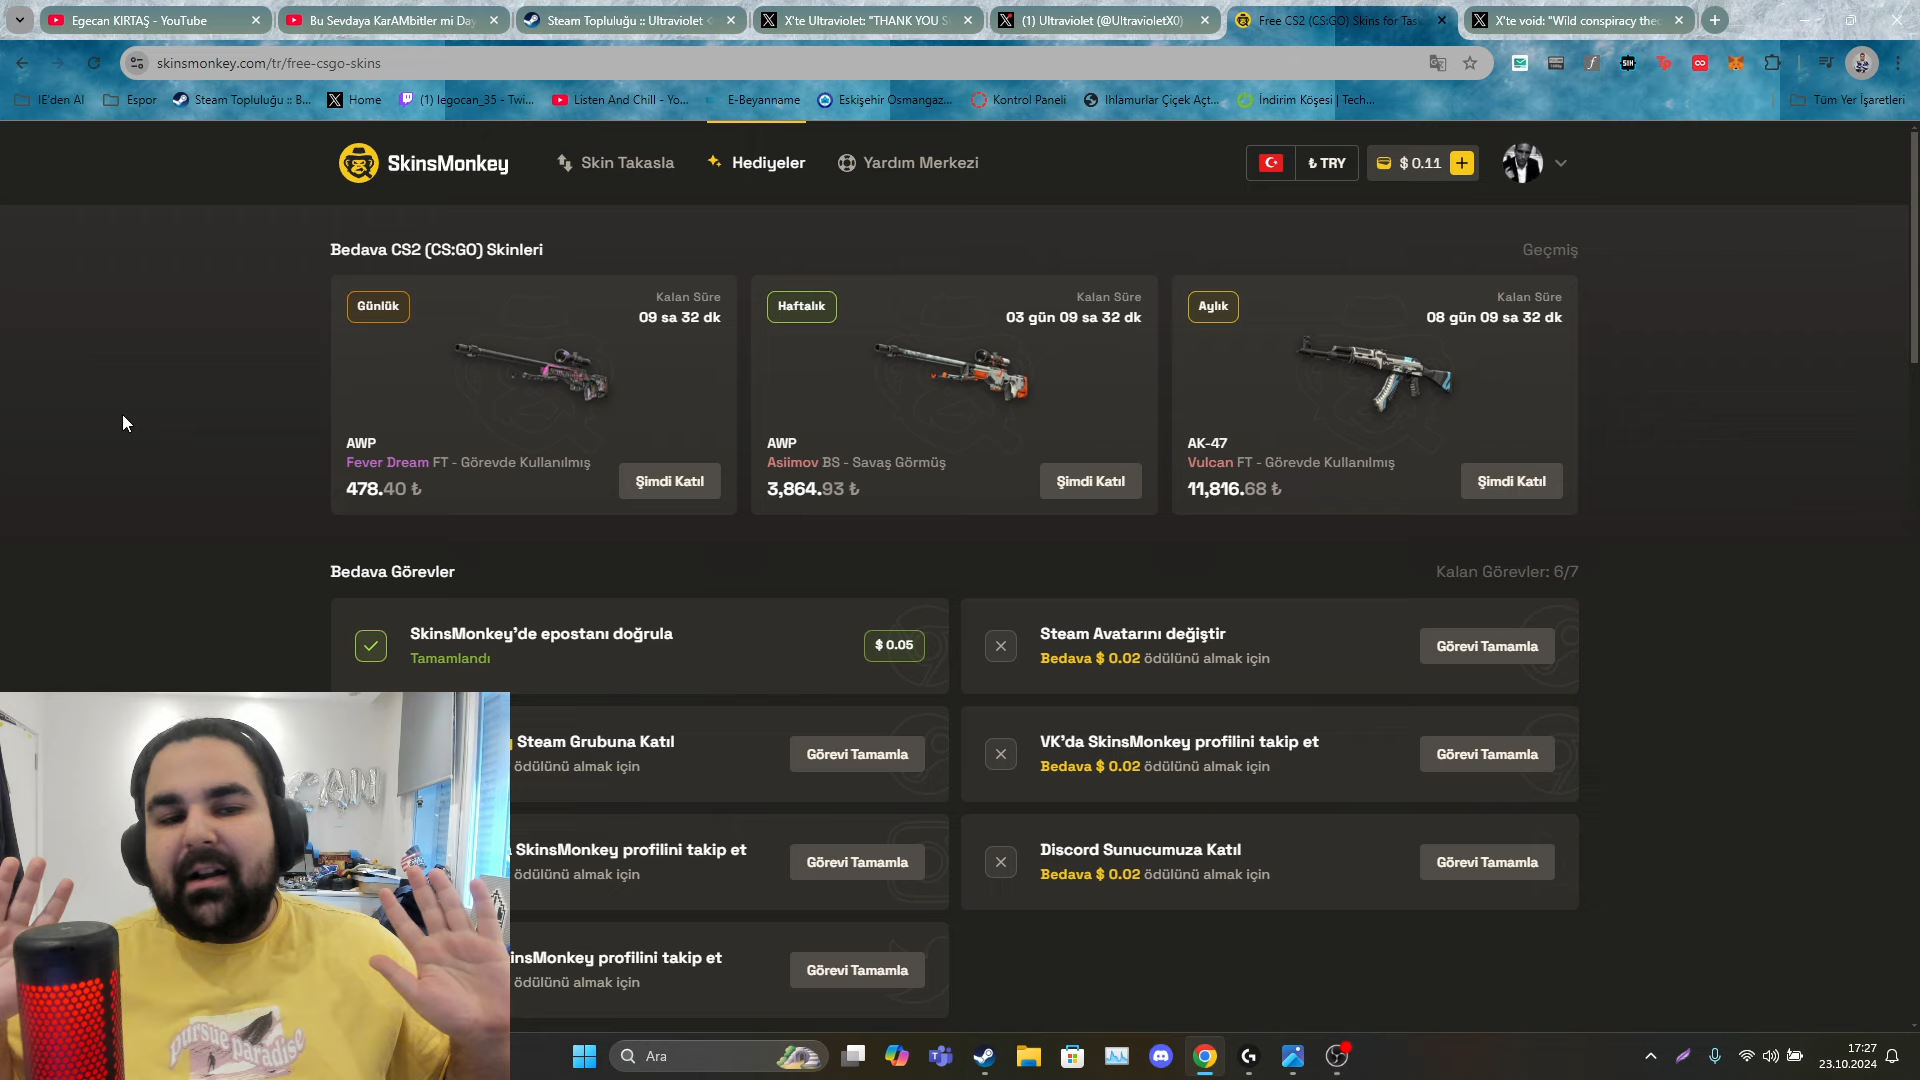 Egecan KIRTAŞ - YouTube
Bu Sevdaya KarAMbitler mi Day
Steam Topluluğu :: Ultraviolet <
X'te Ultraviolet: "THANK YOU S
(1) Ultraviolet (@UltravioletX0)
Free CS2 (CS:GO) Skins for Tas
X'te void: "Wild conspiracy theo
skinsmonkey.com/tr/free-csgo-skins
IE'den Al
Espor
Steam Topluluğu :: B...
Home
(1) legocan_35 - Twi...
Listen And Chill - Yo...
E-Beyanname
Eskişehir Osmangaz...
Kontrol Paneli
Ihlamurlar Çiçek Açt...
İndirim Köşesi | Tech...
Tüm Yer İşaretleri
SkinsMonkey
Skin Takasla
Hediyeler
Yardım Merkezi
₺ TRY
$ 0.11
Bedava CS2 (CS:GO) Skinleri
Geçmiş
Günlük
Kalan Süre
09 sa 32 dk
AWP
Fever Dream FT - Görevde Kullanılmış
478.40 ₺
Şimdi Katıl
Haftalık
Kalan Süre
03 gün 09 sa 32 dk
AWP
Asiimov BS - Savaş Görmüş
3,864.93 ₺
Şimdi Katıl
Aylık
Kalan Süre
08 gün 09 sa 32 dk
AK-47
Vulcan FT - Görevde Kullanılmış
11,816.68 ₺
Şimdi Katıl
Bedava Görevler
Kalan Görevler: 6/7
SkinsMonkey'de epostanı doğrula
Tamamlandı
$ 0.05
Steam Avatarını değiştir
Bedava $ 0.02 ödülünü almak için
Görevi Tamamla
Steam Grubuna Katıl
ödülünü almak için
Görevi Tamamla
VK'da SkinsMonkey profilini takip et
Bedava $ 0.02 ödülünü almak için
Görevi Tamamla
SkinsMonkey profilini takip et
ödülünü almak için
Görevi Tamamla
Discord Sunucumuza Katıl
Bedava $ 0.02 ödülünü almak için
Görevi Tamamla
insMonkey profilini takip et
ödülünü almak için
Görevi Tamamla
CAN
pursue paradise
Ara
17:27
23.10.2024